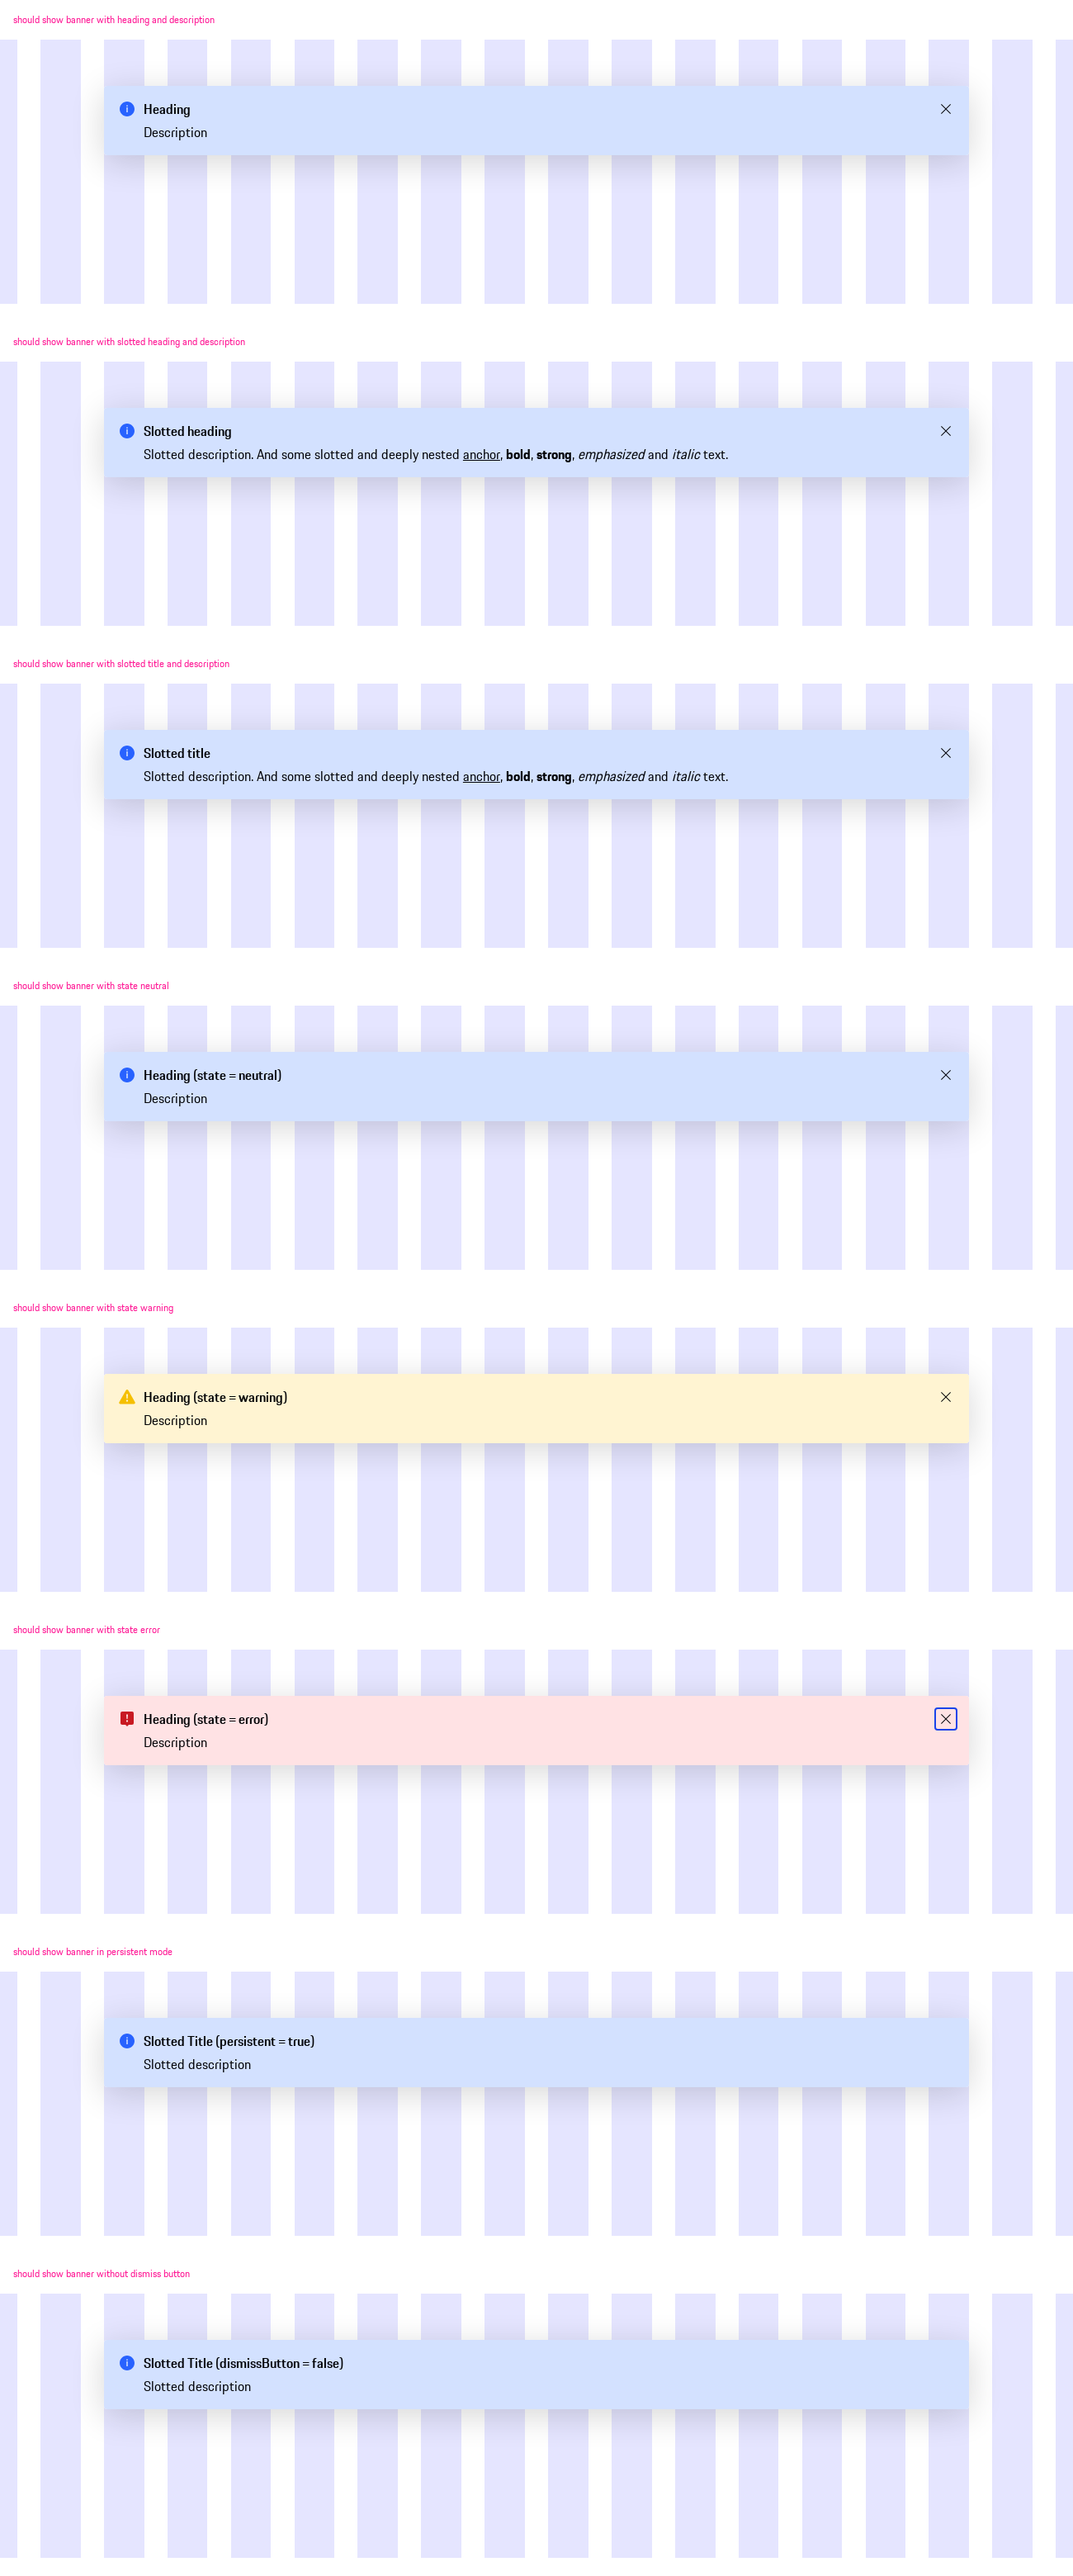 should show banner with heading and description
Heading
Description
should show banner with slotted heading and description
Slotted heading
Slotted description. And some slotted and deeply nested anchor, bold, strong, emphasized and italic text.
should show banner with slotted title and description
Slotted title
Slotted description. And some slotted and deeply nested anchor, bold, strong, emphasized and italic text.
should show banner with state neutral
Heading (state = neutral)
Description
should show banner with state warning
Heading (state = warning)
Description
should show banner with state error
Heading (state = error)
Description
should show banner in persistent mode
Slotted Title (persistent = true)
Slotted description
should show banner without dismiss button
Slotted Title (dismissButton = false)
Slotted description